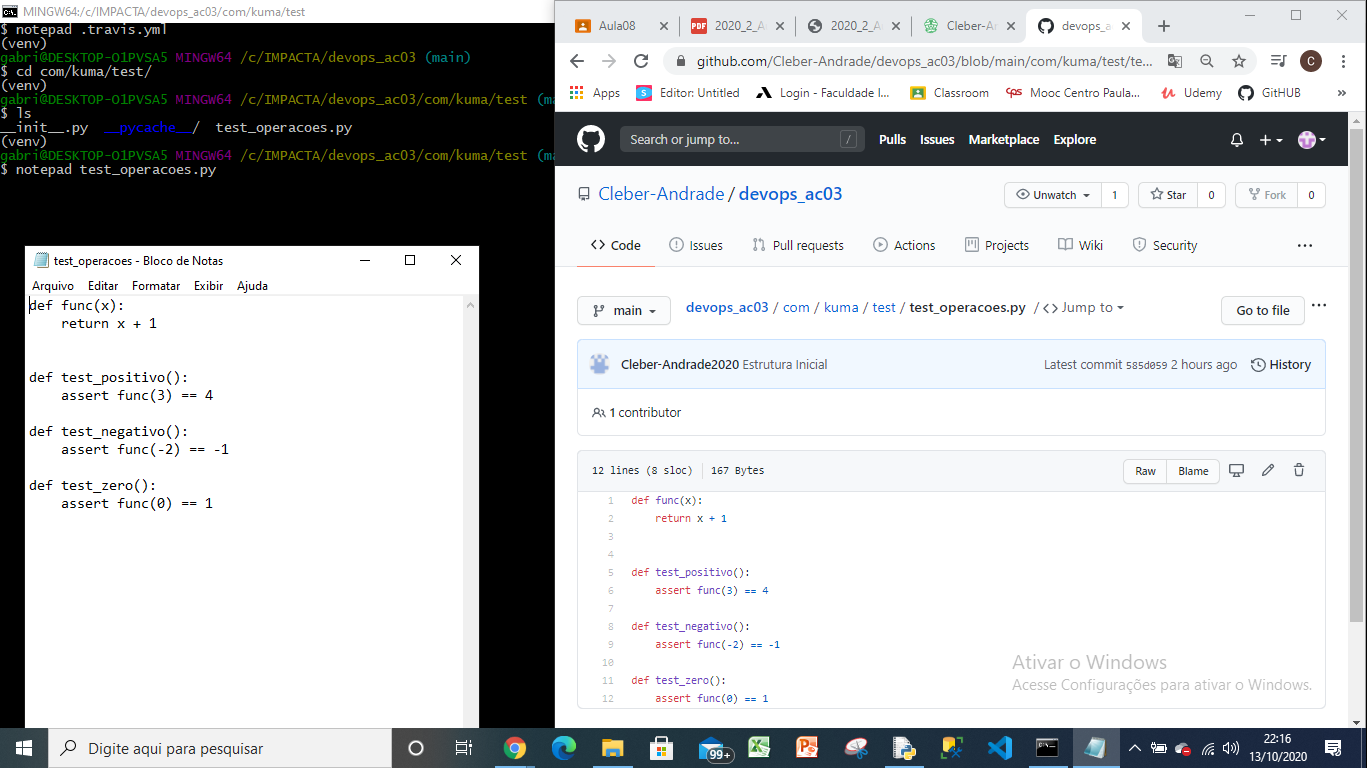 MINGW64:/c/IMPACTA/devops_ac03/com/kuma/test
$ notepad .travis.yml
(venv)
gabri@DESKTOP-O1PVSA5 MINGW64 /c/IMPACTA/devops_ac03 (main)
$ cd com/kuma/test/
(venv)
gabri@DESKTOP-O1PVSA5 MINGW64 /c/IMPACTA/devops_ac03/com/kuma/test (ma
$ ls
__init__.py  __pycache__/  test_operacoes.py
(venv)
gabri@DESKTOP-O1PVSA5 MINGW64 /c/IMPACTA/devops_ac03/com/kuma/test (ma
$ notepad test_operacoes.py
test_operacoes - Bloco de Notas
Arquivo Editar Formatar Exibir Ajuda
def func(x):
    return x + 1
def test_positivo():
    assert func(3) == 4
def test_negativo():
    assert func(-2) == -1
def test_zero():
    assert func(0) == 1
Aula08
PDF 2020_2_A
2020_2_A
Cleber-An
devops_a
github.com/Cleber-Andrade/devops_ac03/blob/main/com/kuma/test/te...
C
Apps
S Editor: Untitled
Login - Faculdade I...
Classroom
cps Mooc Centro Paula...
Udemy
GitHUB
»
Search or jump to... /
Pulls Issues Marketplace Explore
Cleber-Andrade / devops_ac03
Unwatch 1
Star 0
Fork 0
Code Issues Pull requests Actions Projects Wiki Security ...
main
devops_ac03 / com / kuma / test / test_operacoes.py / <> Jump to
Go to file ...
Cleber-Andrade2020 Estrutura Inicial
Latest commit 585d059 2 hours ago History
1 contributor
12 lines (8 sloc) 167 Bytes
Raw Blame
1 def func(x):
2     return x + 1
3
4
5 def test_positivo():
6     assert func(3) == 4
7
8 def test_negativo():
9     assert func(-2) == -1
10
11 def test_zero():
12     assert func(0) == 1
Ativar o Windows
Acesse Configurações para ativar o Windows.
Digite aqui para pesquisar
99+
22:16
13/10/2020